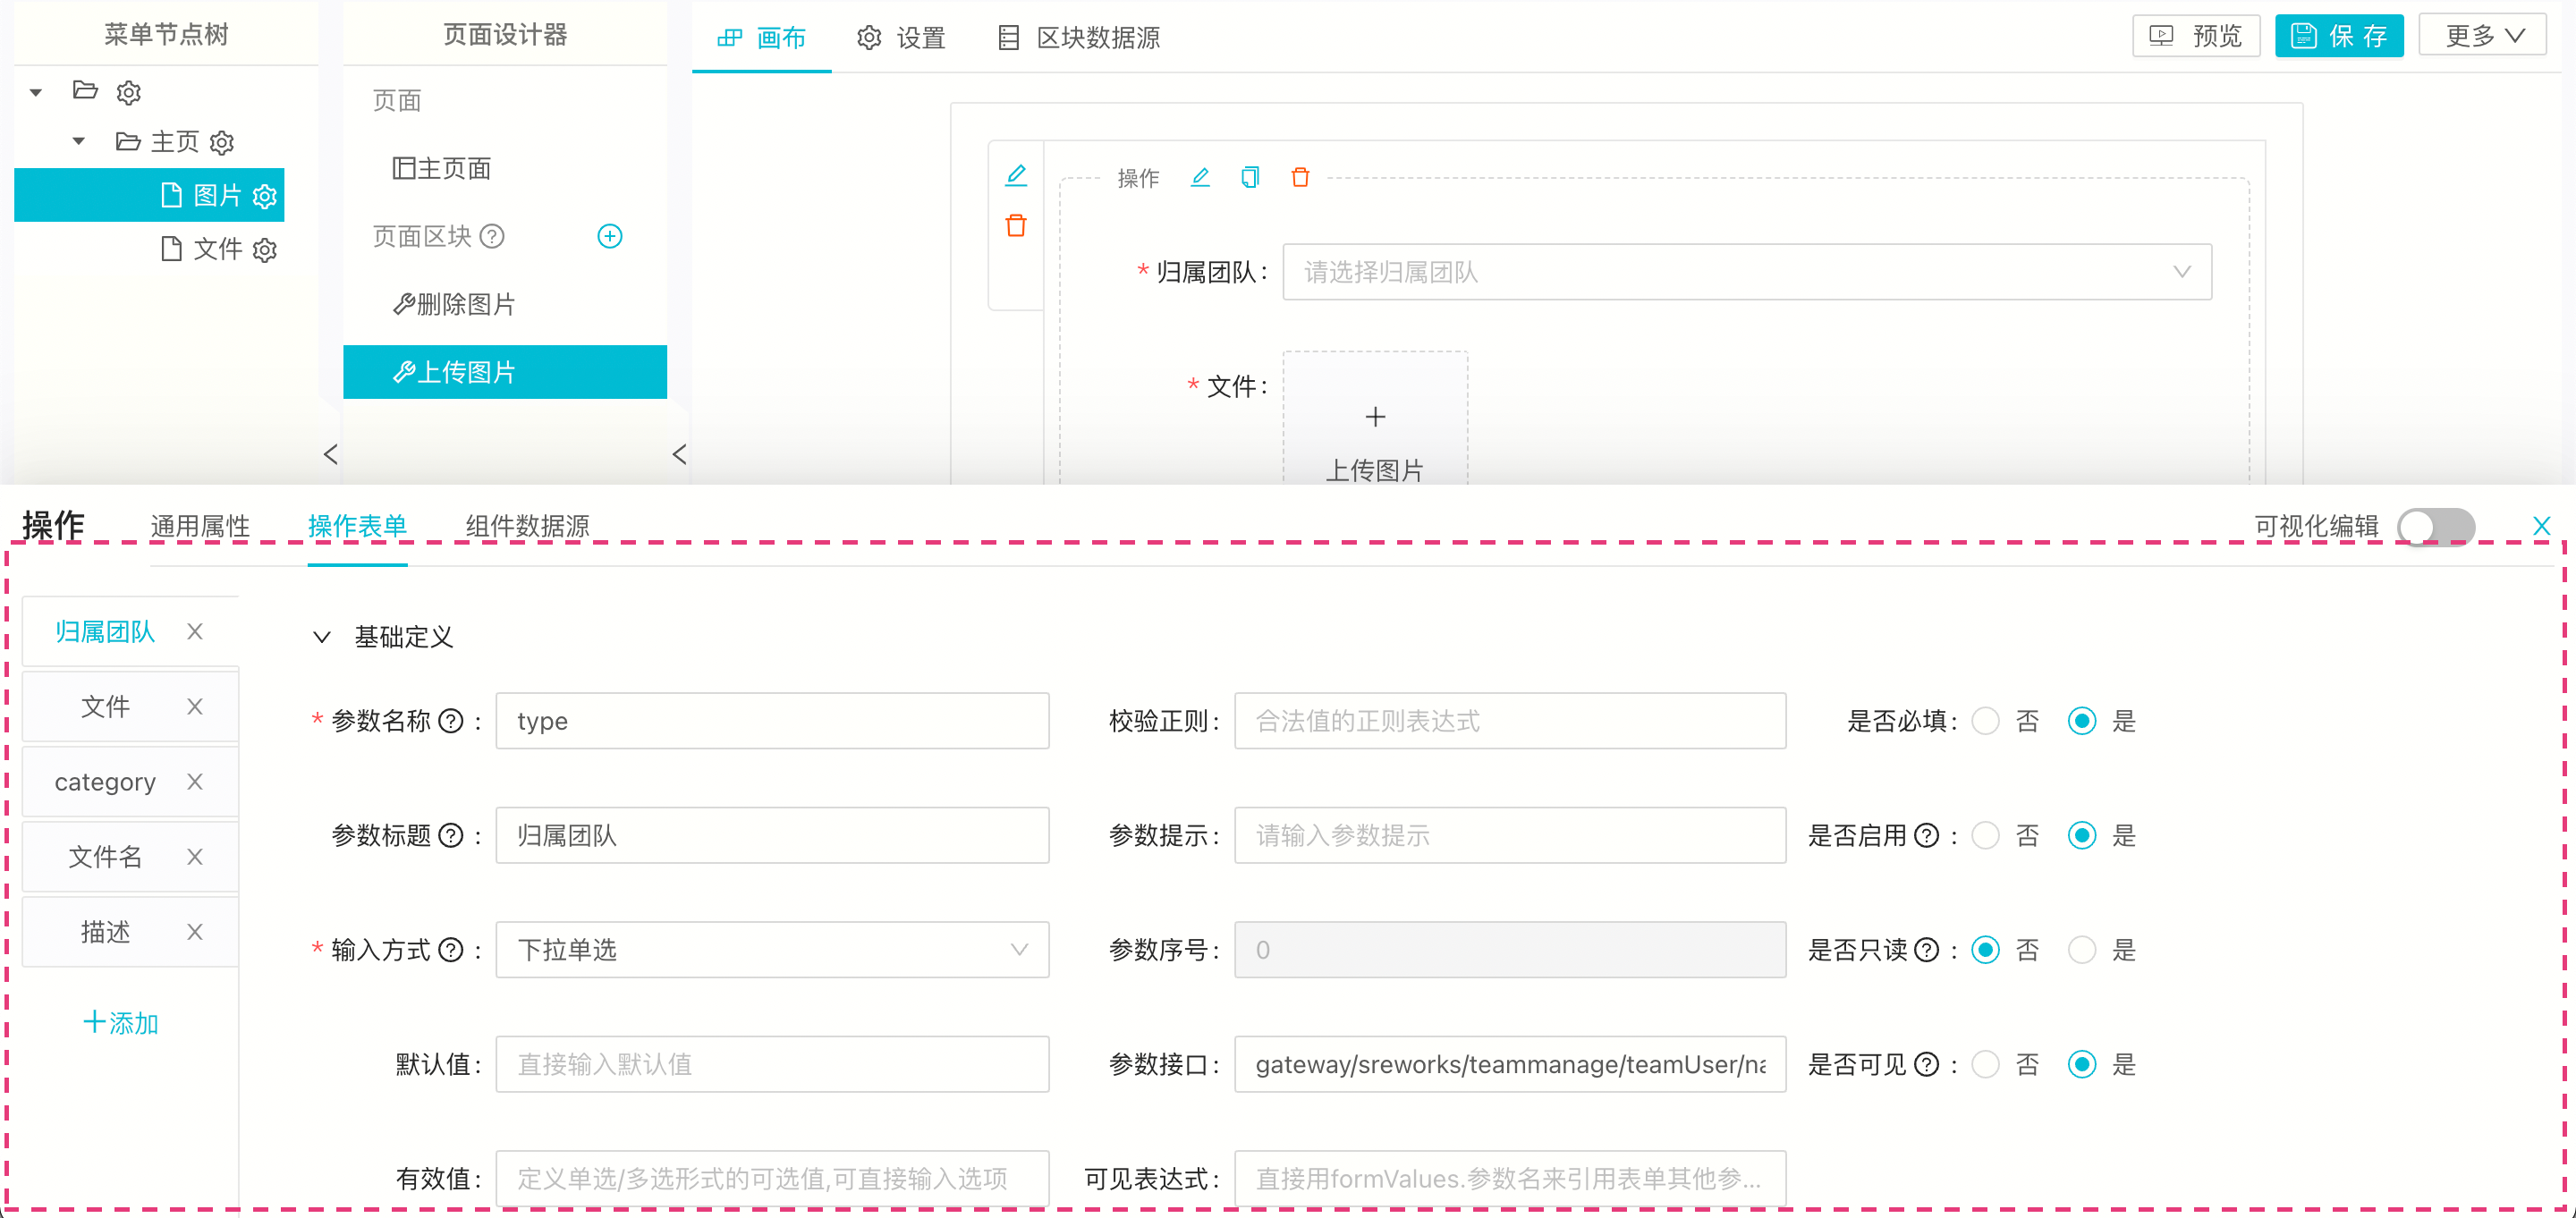 菜单节点树
页面设计器
画布
设置
区块数据源
预览
保 存
更多
主页
图片
文件
页面
主页面
页面区块
删除图片
上传图片
操作
* 归属团队:
请选择归属团队
* 文件:
上传图片
操作
通用属性
操作表单
组件数据源
可视化编辑
归属团队
文件
category
文件名
描述
添加
基础定义
* 参数名称 : type
校验正则: 合法值的正则表达式
是否必填: 否 是
参数标题 : 归属团队
参数提示: 请输入参数提示
是否启用 : 否 是
* 输入方式 : 下拉单选
参数序号: 0
是否只读 : 否 是
默认值: 直接输入默认值
参数接口: gateway/sreworks/teammanage/teamUser/na
是否可见 : 否 是
有效值: 定义单选/多选形式的可选值,可直接输入选项
可见表达式: 直接用formValues.参数名来引用表单其他参...